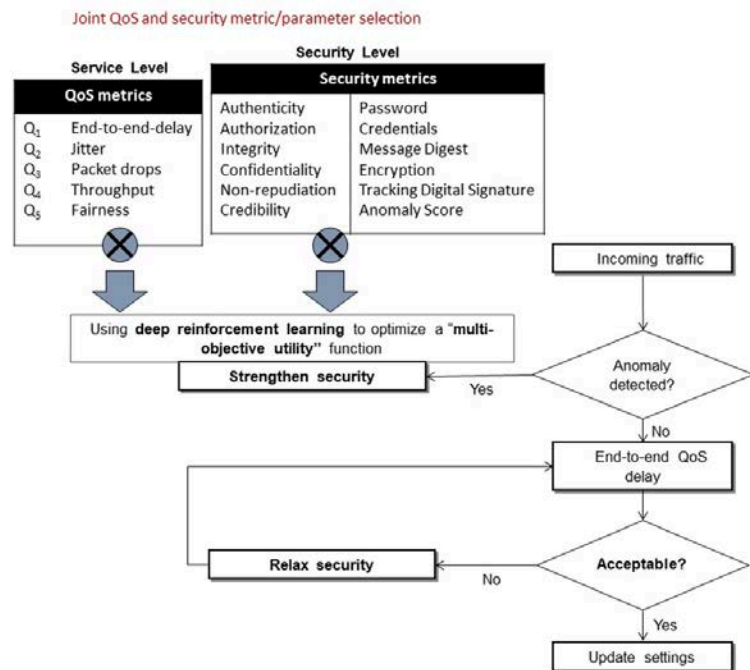 Joint QoS and security metric/parameter selection
Security Level
Service Level
QoS metrics
Q1 End-to-end-delay
Q2 Jitter
Q3 Packet drops
Q4 Throughput
Q5 Fairness
Security metrics
Authenticity Password
Authorization Credentials
Integrity Message Digest
Confidentiality Encryption
Non-repudiation Tracking Digital Signature
Credibility Anomaly Score
Incoming traffic
Using deep reinforcement learning to optimize a "multi-
objective utility" function
Strengthen security
Yes
Anomaly
detected?
No
End-to-end QoS
delay
Relax security
No
Acceptable?
Yes
Update settings